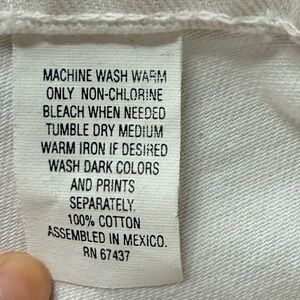 MACHINE WASH WARM
ONLY NON-CHLORINE
BLEACH WHEN NEEDED
TUMBLE DRY MEDIUM
WARM IRON IF DESIRED
WASH DARK COLORS
AND PRINTS
SEPARATELY.
100% COTTON
ASSEMBLED IN MEXICO.
RN 67437